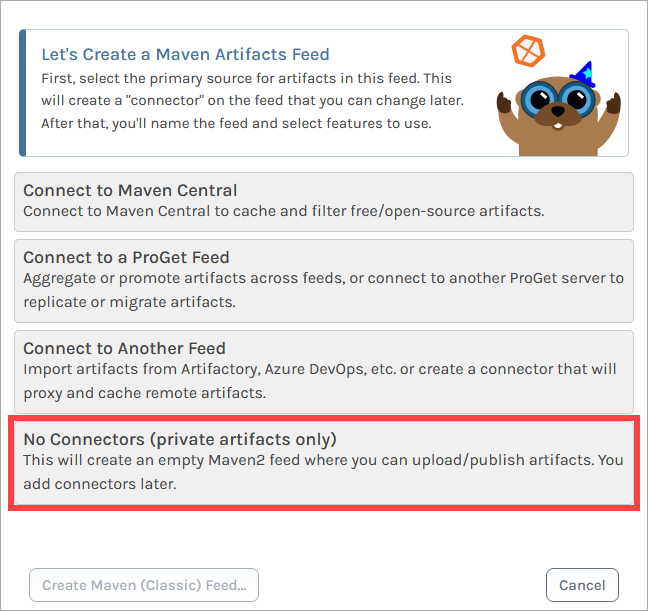 Let's Create a Maven Artifacts Feed
First, select the primary source for artifacts in this feed. This
will create a "connector" on the feed that you can change later.
After that, you'll name the feed and select features to use.
Connect to Maven Central
Connect to Maven Central to cache and filter free/open-source artifacts.
Connect to a ProGet Feed
Aggregate or promote artifacts across feeds, or connect to another ProGet server to
replicate or migrate artifacts.
Connect to Another Feed
Import artifacts from Artifactory, Azure DevOps, etc. or create a connector that will
proxy and cache remote artifacts.
No Connectors (private artifacts only)
This will create an empty Maven2 feed where you can upload/publish artifacts. You
add connectors later.
Create Maven (Classic) Feed...
Cancel